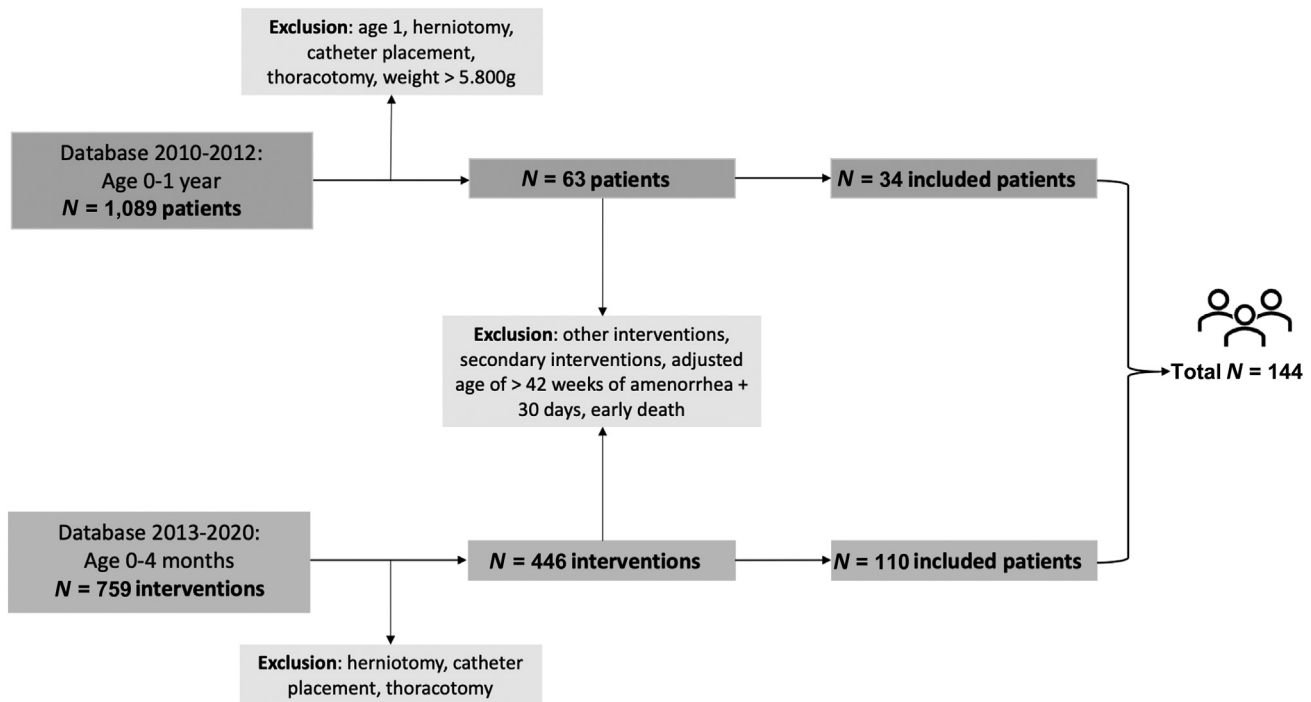 Exclusion: age 1, herniotomy,
catheter placement,
thoracotomy, weight > 5.800g
Database 2010-2012:
Age 0-1 year
N = 1,089 patients
N = 63 patients
N = 34 included patients
Exclusion: other interventions,
secondary interventions, adjusted
age of > 42 weeks of amenorrhea +
30 days, early death
Total N = 144
Database 2013-2020:
Age 0-4 months
N = 759 interventions
N = 446 interventions
N = 110 included patients
Exclusion: herniotomy, catheter
placement, thoracotomy